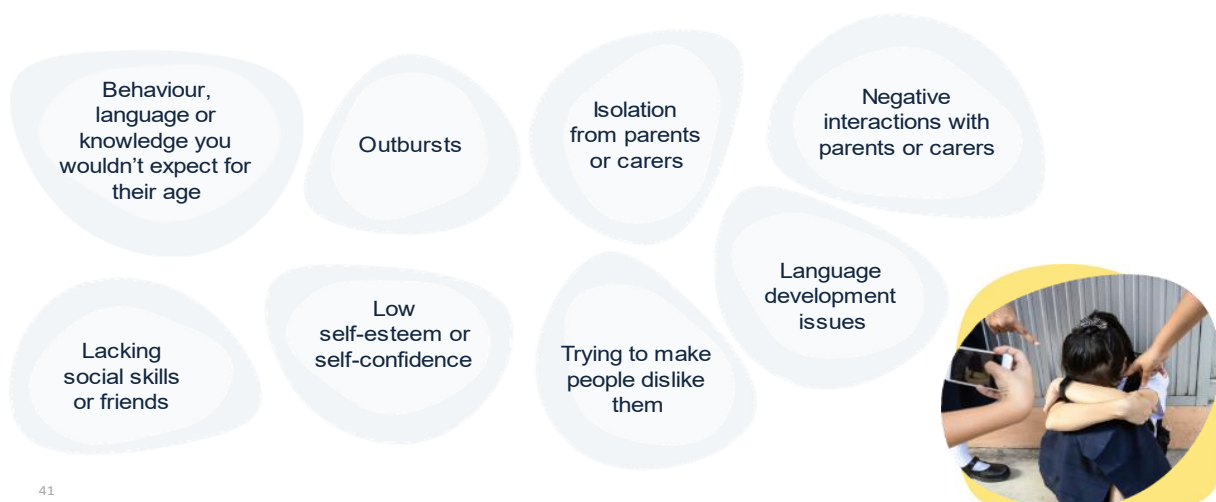 Behaviour,
language or
knowledge you
wouldn't expect for
their age
Outbursts
Isolation
from parents
or carers
Negative
interactions with
parents or carers
Lacking
social skills
or friends
Low
self-esteem or
self-confidence
Trying to make
people dislike
them
Language
development
issues
41